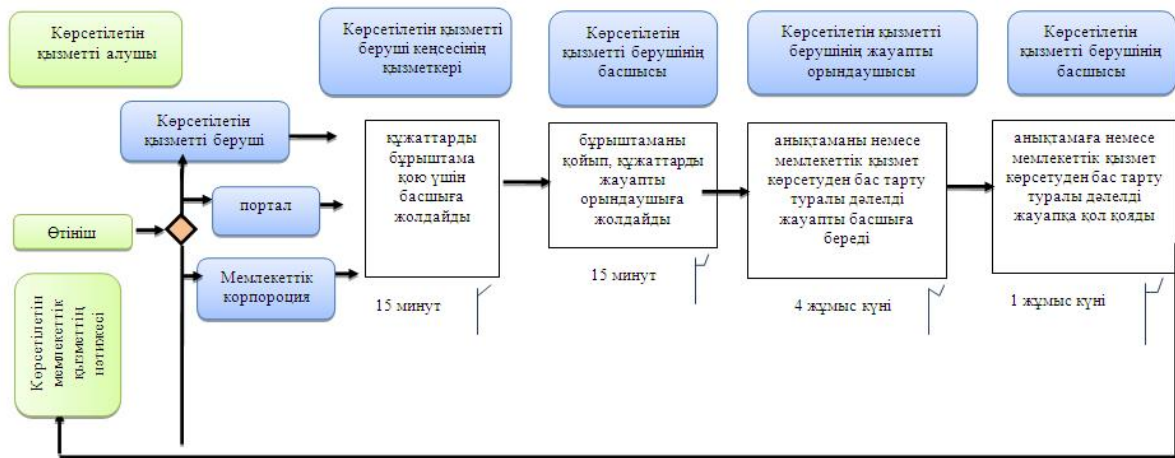 Көрсетілетін
қызметті алушы
Көрсетілетін қызметті
беруші кеңсесінің
қызметкері
Көрсетілетін
қызметті берушінің
басшысы
Көрсетілетін қызметті
берушінің жауапты
орындаушысы
Көрсетілетін
қызметті берушінің
басшысы
Көрсетілетін
қызметті беруші
портал
Өтініш
Мемлекеттік
корпороция
құжаттарды
бұрыштама
қою үшін
басшыға
жолдайды
15 минут
бұрыштаманы
қойып, құжаттарды
жауапты
орындаушыға
жолдайды
15 минут
анықтаманы немесе
мемлекеттік қызмет
көрсетуден бас тарту
туралы дәлелді
жауапты басшыға
береді
4 жұмыс күні
анықтамаға немесе
мемлекеттік қызмет
көрсетуден бас тарту
туралы дәлелді
жауапқа қол қояды
1 жұмыс күні
Көрсетілетін
мемлекеттік
қызметтің
нәтижесі